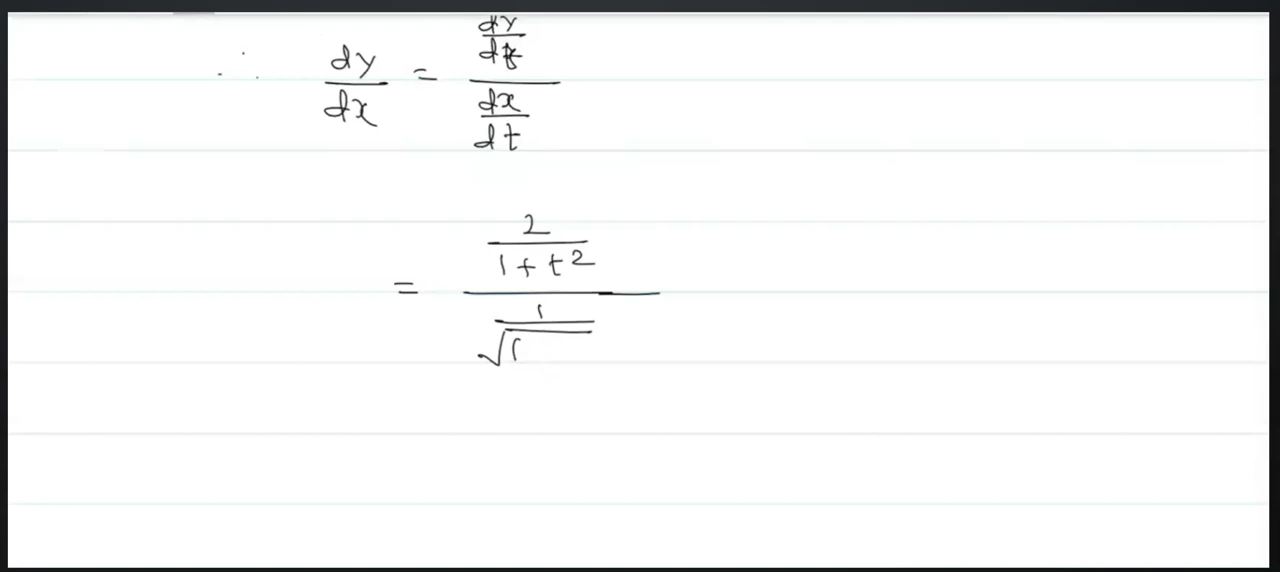 ∴ dy/dx = (dy/dt)/(dx/dt)
= (2/(1+t²))/(1/√(1